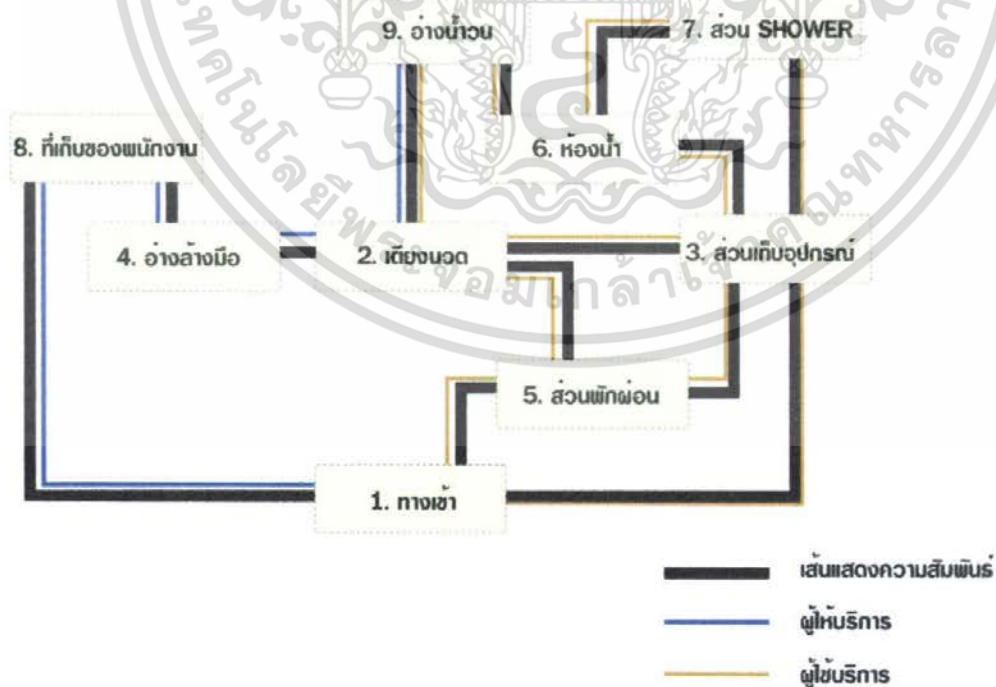 9. อ่างน้ำวน
7. ส่วน SHOWER
8. ที่เก็บของพนักงาน
6. ห้องน้ำ
4. อ่างล้างมือ
2. เตียงนวด
3. ส่วนเก็บอุปกรณ์
5. ส่วนพักผ่อน
1. ทางเข้า
เส้นแสดงความสัมพันธ์
ผู้ให้บริการ
ผู้ใช้บริการ